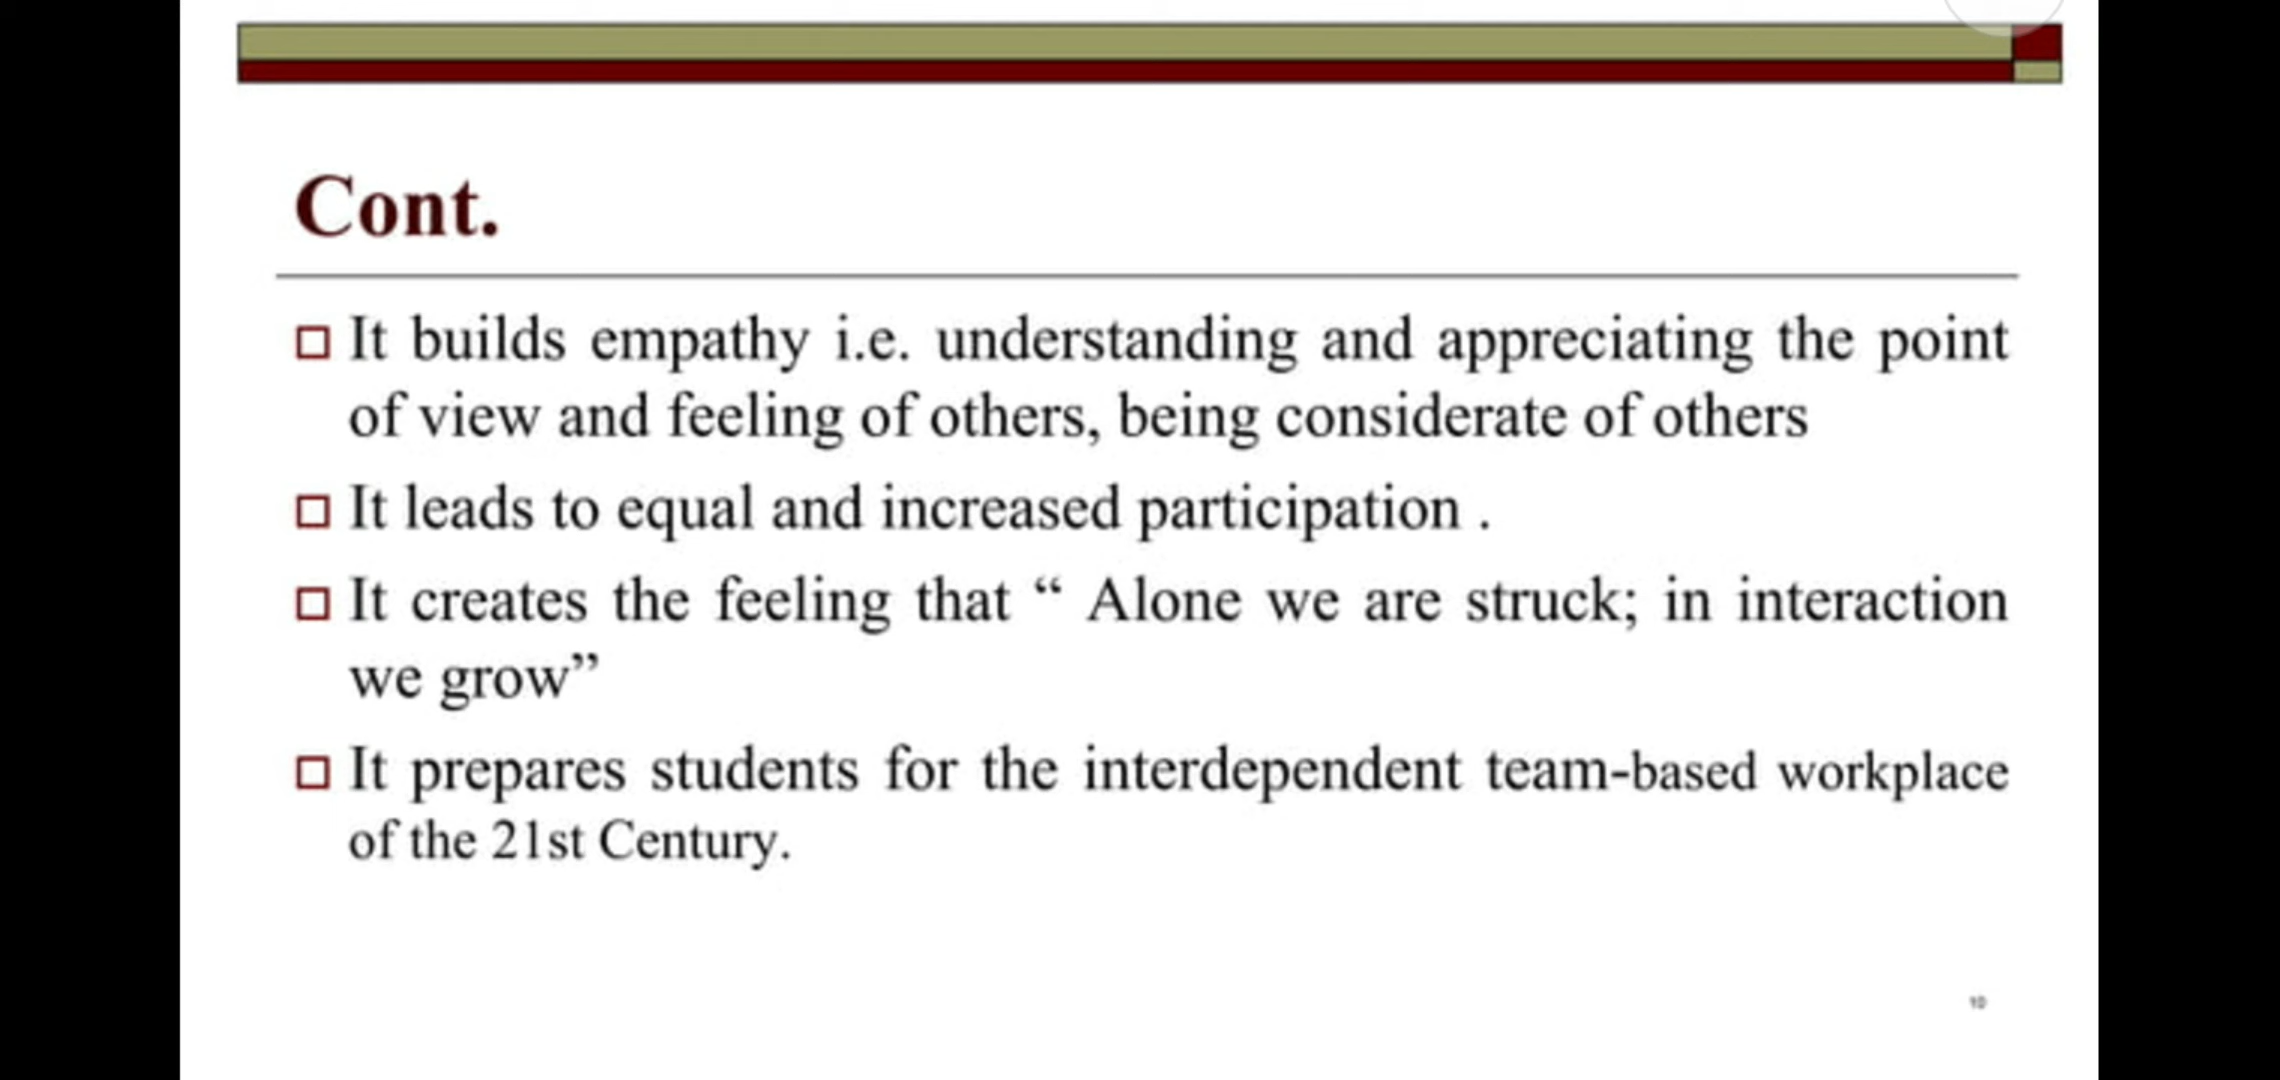 Cont.
It builds empathy i.e. understanding and appreciating the point
of view and feeling of others, being considerate of others
It leads to equal and increased participation .
It creates the feeling that “ Alone we are struck; in interaction
we grow”
It prepares students for the interdependent team-based workplace
of the 21st Century.
10